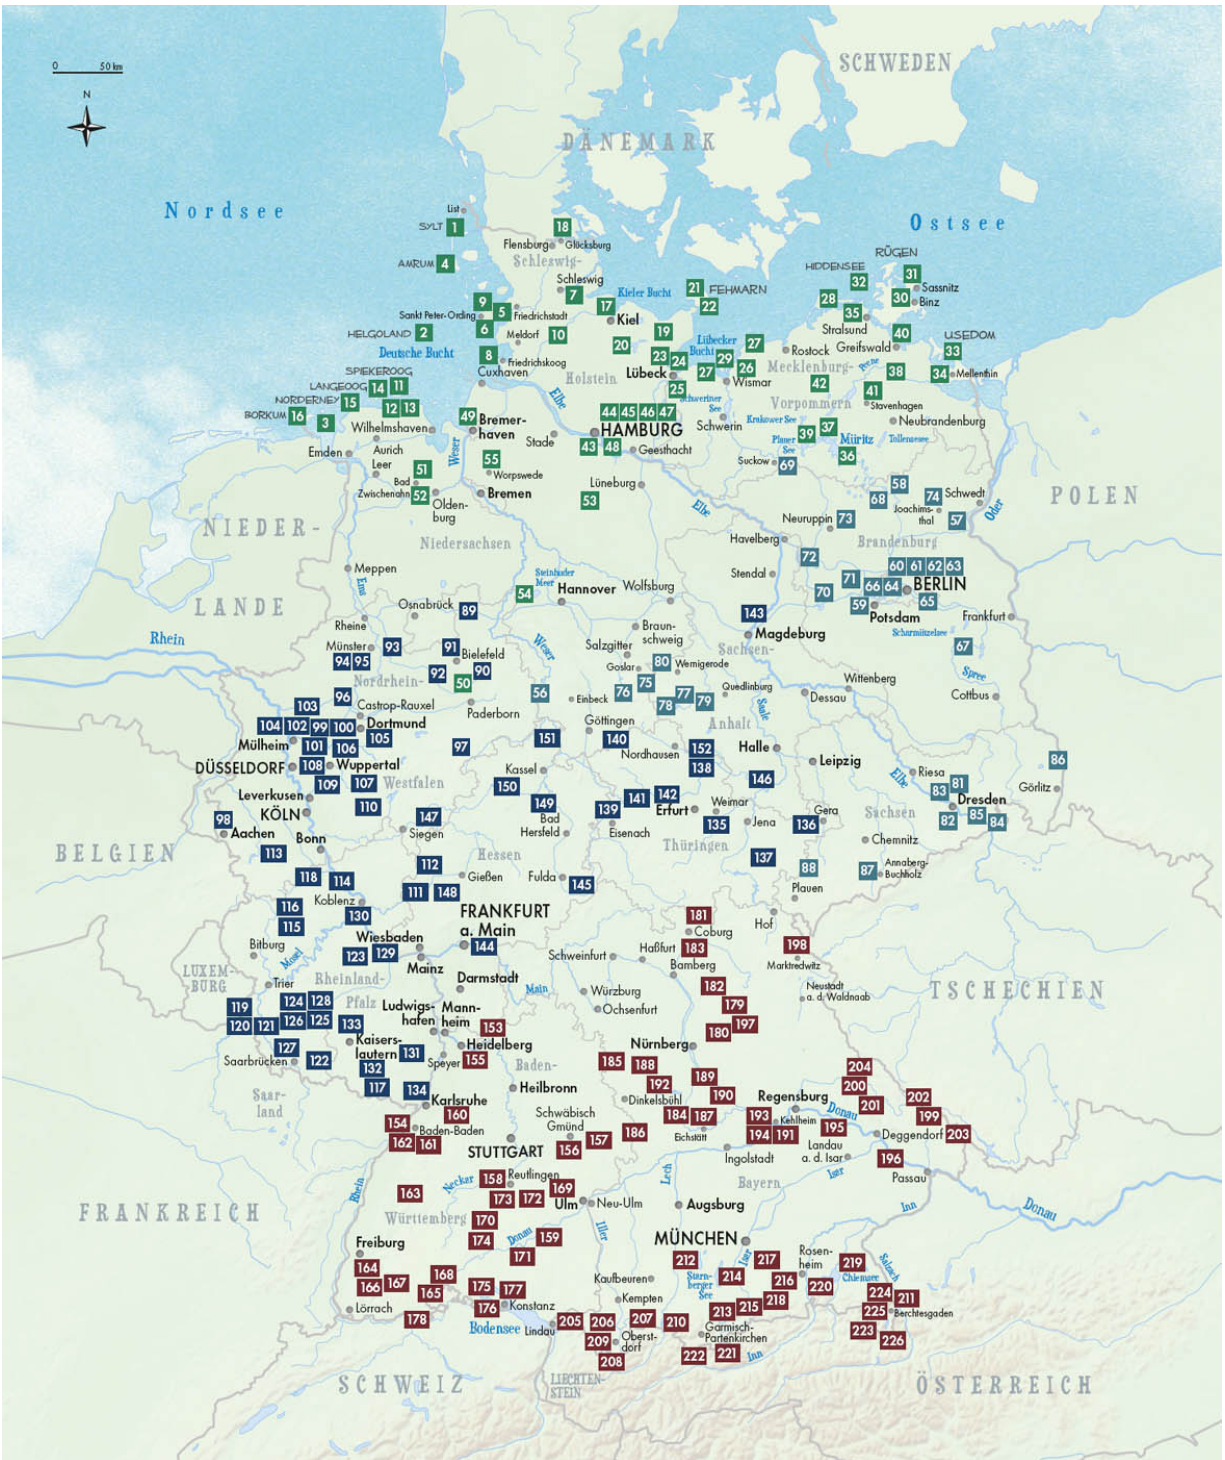 SCHWEDEN
0 50 km
N
DÄNEMARK
Nordsee
List
SYLT 1
18
Flensburg Glücksburg
Ostsee
Schleswig-
AMRUM 4
RÜGEN
HIDDENSEE
31
32
Sassnitz
Schleswig
7
Kieler Bucht
21 FEHMARN
22
28
30 Binz
9
5
Friedrichstadt
17
Kiel
35
Stralsund
Sankt Peter-Ording
6
HELGOLAND 2
Meldorf
10
19
20
Lübecker
Bucht
27
40
Greifswald
USEDOM
33
Deutsche Bucht
8
Friedrichskoog
23
24
29
26
Rostock
Mecklenburg-
Peene
38
34 Mellenthin
SPIEKEROOG
Cuxhaven
Holstein
Lübeck
27
Wismar
LANGEOOG 14 11
25
Schweriner
See
42
41
NORDERNEY 15
12 13
Elbe
Vorpommern
Stavenhagen
BORKUM 16
3
49
Bremer-
haven
44 45 46 47
HAMBURG
Schwerin
Krakower See
37
39
Neubrandenburg
Wilhelmshaven
Stade
43 48
Geesthacht
Plauer
See
Müritz
Tollensesee
Emden
Aurich
Leer
Weser
55
Worpswede
Suckow
69
36
51
Bad
Zwischenahn
52
Olden-
burg
Bremen
Lüneburg
53
58
68
74
Schwedt
POLEN
Joachims-
thal
57
Oder
NIEDER-
Elbe
Neuruppin 73
Niedersachsen
Havelberg
Brandenburg
72
Meppen
Ems
Steinhuder
Meer
54
Hannover
Wolfsburg
Stendal
60 61 62 63
71
66 64
BERLIN
70
LANDE
Osnabrück
89
59
Potsdam
65
Frankfurt
Rheine
143
Magdeburg
Scharmützelsee
Rhein
Braun-
schweig
Münster 93
91
Bielefeld
Weser
Salzgitter
Sachsen-
67
94 95
92
90
Goslar
80
Wernigerode
Spree
Nordrhein-
50
75
Wittenberg
96
56
Einbeck
76
77
78
79
Quedlinburg
Dessau
Cottbus
103
Castrop-Rauxel
Paderborn
Saale
104 102 99 100
Dortmund
105
Göttingen
Anhalt
Mülheim
101 106
97
151
140
Nordhausen
152
Halle
DÜSSELDORF 108
Wuppertal
Kassel
138
Leipzig
86
109
107
Westfalen
150
146
Elbe
Riesa
81
83
Görlitz
Leverkusen
KÖLN
110
149
141 142
139
Erfurt
Weimar
Dresden
98
147
Bad
Hersfeld
135
Jena
Gera
136
Sachsen
82
85
84
Aachen
Siegen
Eisenach
Bonn
Thüringen
Chemnitz
BELGIEN
113
Hessen
137
112
88
87
Annaberg-
Buchholz
118
114
Gießen
Fulda
145
Plauen
111 148
Koblenz
116
115
130
FRANKFURT
a. Main
181
Coburg
Hof
Wiesbaden
144
183
198
Bitburg
Mosel
123
129
Mainz
Schweinfurt
Haßfurt
Bamberg
Marktredwitz
LUXEM-
BURG
Trier
Rheinland-
Darmstadt
Main
182
Neustadt
a. d. Waldnaab
TSCHECHIEN
Pfalz
Würzburg
119
124 128
Ludwigs-
hafen
Mann-
heim
Ochsenfurt
179
120 121 126 125
133
153
180
197
Kaisers-
lautern
131
Heidelberg
Nürnberg
127
Saarbrücken
122
132
Speyer
155
Baden-
185
188
204
Saar-
land
117
134
192
189
200
Heilbronn
190
201
202
Karlsruhe
Dinkelsbühl
Regensburg
Donau
199
160
Schwäbisch
Gmünd
184 187
193
Kehlheim
154
Baden-Baden
157
186
Eichstätt
194 191
195
Deggendorf
203
162 161
STUTTGART
156
Ingolstadt
Landau
a. d. Isar
Isar
196
Passau
FRANKREICH
Rhein
163
Neckar
158
Reutlingen
Lech
Bayern
169
173 172
Ulm
Neu-Ulm
Augsburg
Inn
Donau
Württemberg
170
Iller
Freiburg
174
Donau
159
171
MÜNCHEN
164
212
Isar
217
Rosen-
heim
219
Salzach
166 167
168
175
177
Kaufbeuren
Starn-
berger
See
214
216
220
Chiemsee
165
176
Konstanz
Kempten
218
224
211
Lörrach
178
Bodensee
Lindau
205 206
207
210
213 215
225
Berchtesgaden
209
Oberst-
dorf
Garmisch-
Partenkirchen
223
226
208
222
221
Inn
LIECHTEN-
STEIN
SCHWEIZ
ÖSTERREICH